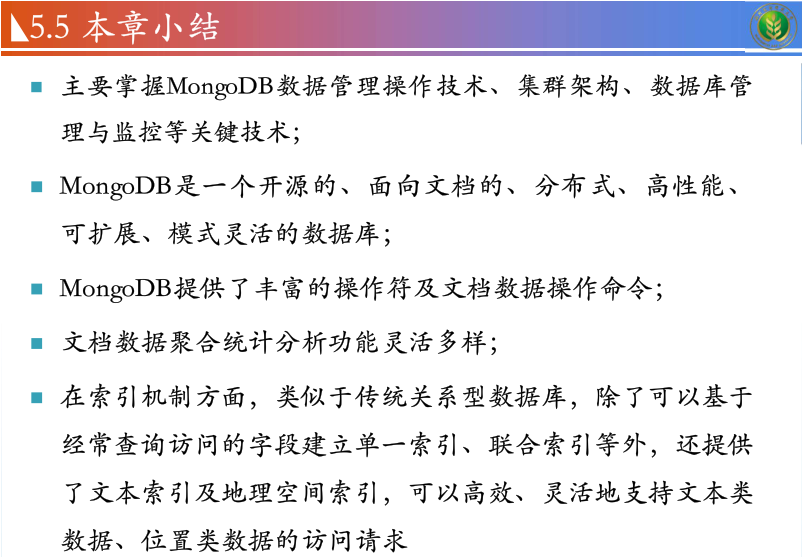 5.5 本章小结
主要掌握MongoDB数据管理操作技术、集群架构、数据库管
理与监控等关键技术；
MongoDB是一个开源的、面向文档的、分布式、高性能、
可扩展、模式灵活的数据库；
MongoDB提供了丰富的操作符及文档数据操作命令；
文档数据聚合统计分析功能灵活多样；
在索引机制方面，类似于传统关系型数据库，除了可以基于
经常查询访问的字段建立单一索引、联合索引等外，还提供
了文本索引及地理空间索引，可以高效、灵活地支持文本类
数据、位置类数据的访问请求